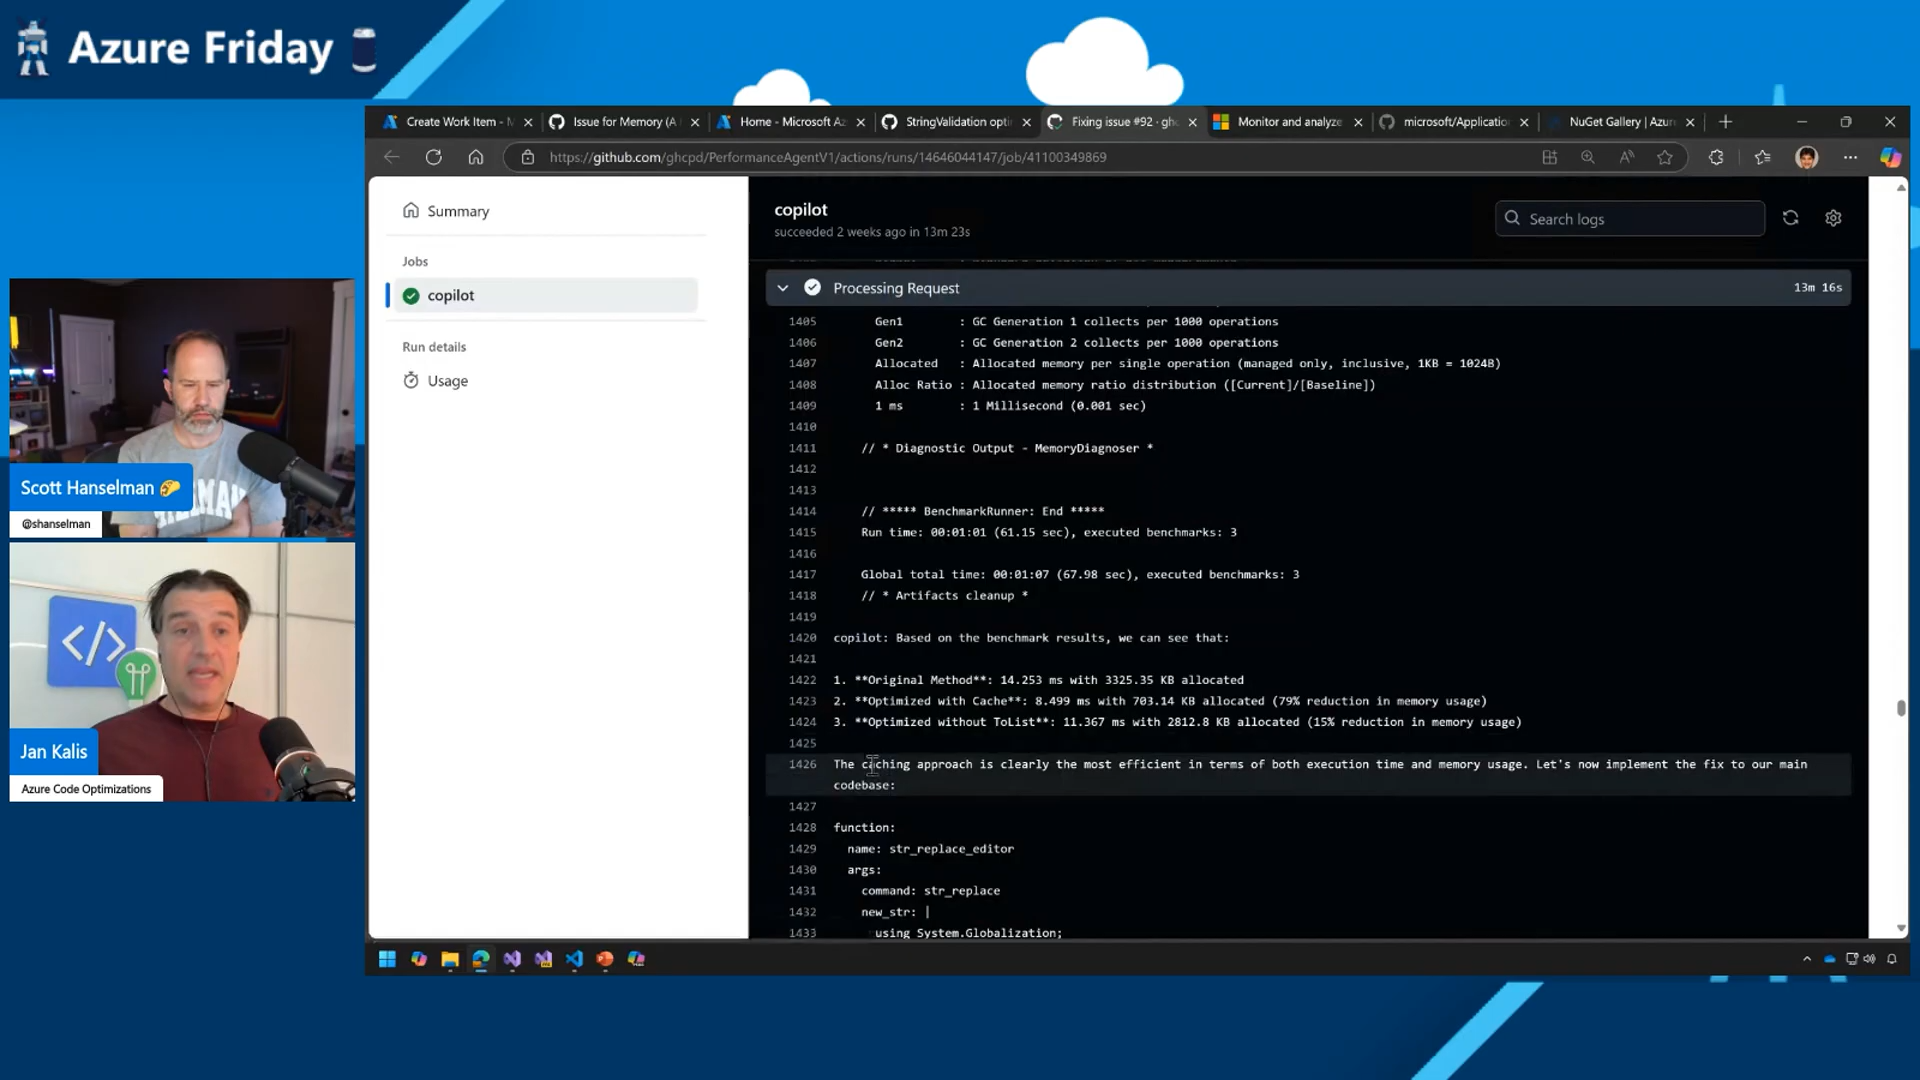 Azure Friday
Create Work Item - M
Issue for Memory (A
Home - Microsoft Az
StringValidation opti
Fixing issue #92 · gh
Monitor and analyze
microsoft/Applicatio
NuGet Gallery | Azur
https://github.com/ghcpd/PerformanceAgentV1/actions/runs/14646044147/job/41100349869
Summary
Jobs
copilot
Run details
Usage
copilot
succeeded 2 weeks ago in 13m 23s
Search logs
Processing Request
13m 16s
1405 Gen1 : GC Generation 1 collects per 1000 operations
1406 Gen2 : GC Generation 2 collects per 1000 operations
1407 Allocated : Allocated memory per single operation (managed only, inclusive, 1KB = 1024B)
1408 Alloc Ratio : Allocated memory ratio distribution ([Current]/[Baseline])
1409 1 ms : 1 Millisecond (0.001 sec)
1410
1411 // * Diagnostic Output - MemoryDiagnoser *
1412
1413
1414 // ***** BenchmarkRunner: End *****
1415 Run time: 00:01:01 (61.15 sec), executed benchmarks: 3
1416
1417 Global total time: 00:01:07 (67.98 sec), executed benchmarks: 3
1418 // * Artifacts cleanup *
1419
1420 copilot: Based on the benchmark results, we can see that:
1421
1422 1. **Original Method**: 14.253 ms with 3325.35 KB allocated
1423 2. **Optimized with Cache**: 8.499 ms with 703.14 KB allocated (79% reduction in memory usage)
1424 3. **Optimized without ToList**: 11.367 ms with 2812.8 KB allocated (15% reduction in memory usage)
1425
1426 The caching approach is clearly the most efficient in terms of both execution time and memory usage. Let's now implement the fix to our main
codebase:
1427
1428 function:
1429 name: str_replace_editor
1430 args:
1431 command: str_replace
1432 new_str: |
1433 using System.Globalization;
Scott Hanselman
@shanselman
</>
Jan Kalis
Azure Code Optimizations